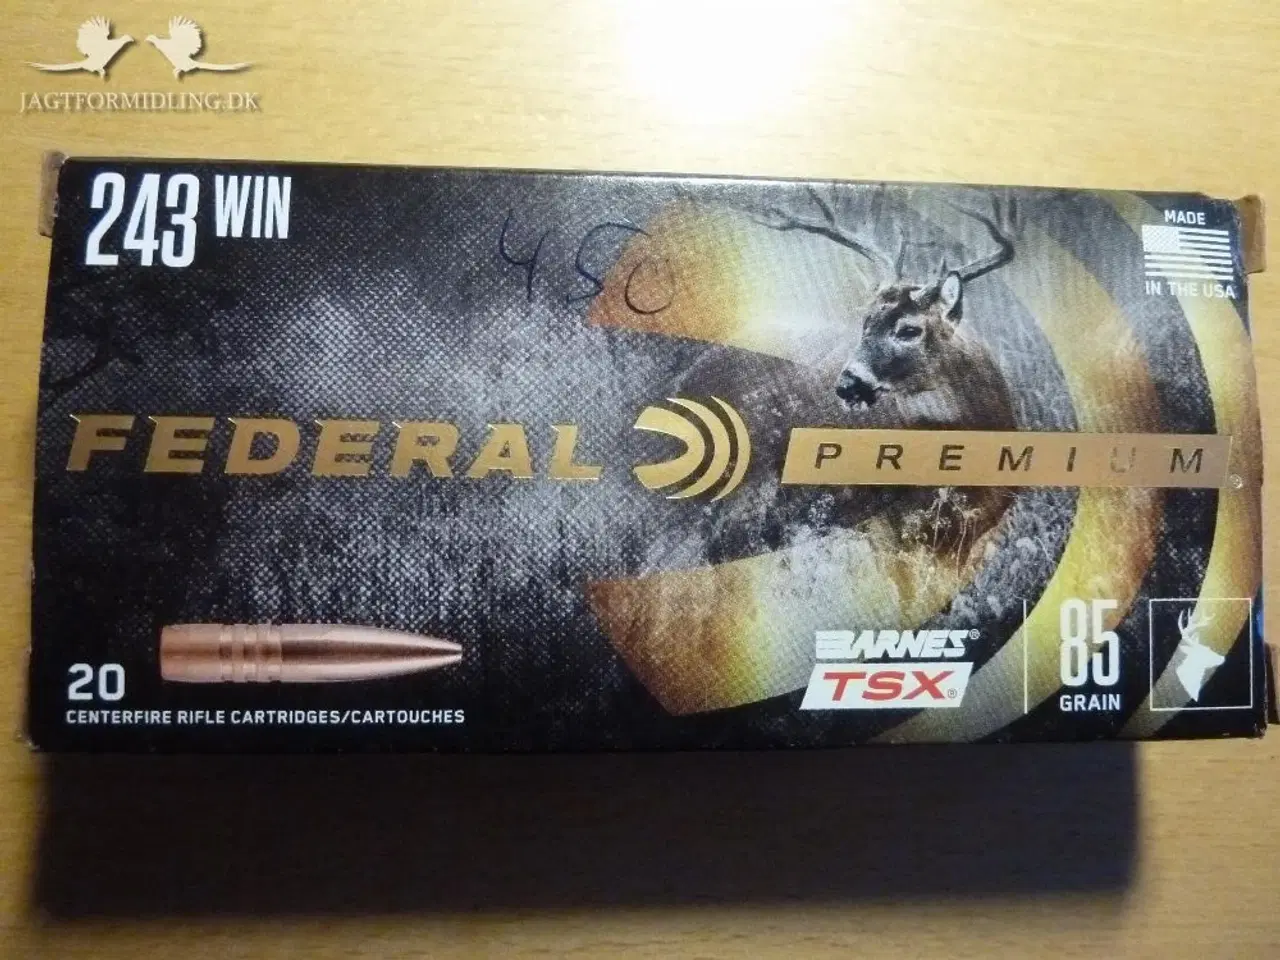 JAGTFORMIDLING.DK
243 WIN
450
MADE
IN THE USA
FEDERAL PREMIUM®
BARNES®
TSX®
85
GRAIN
20
CENTERFIRE RIFLE CARTRIDGES/CARTOUCHES